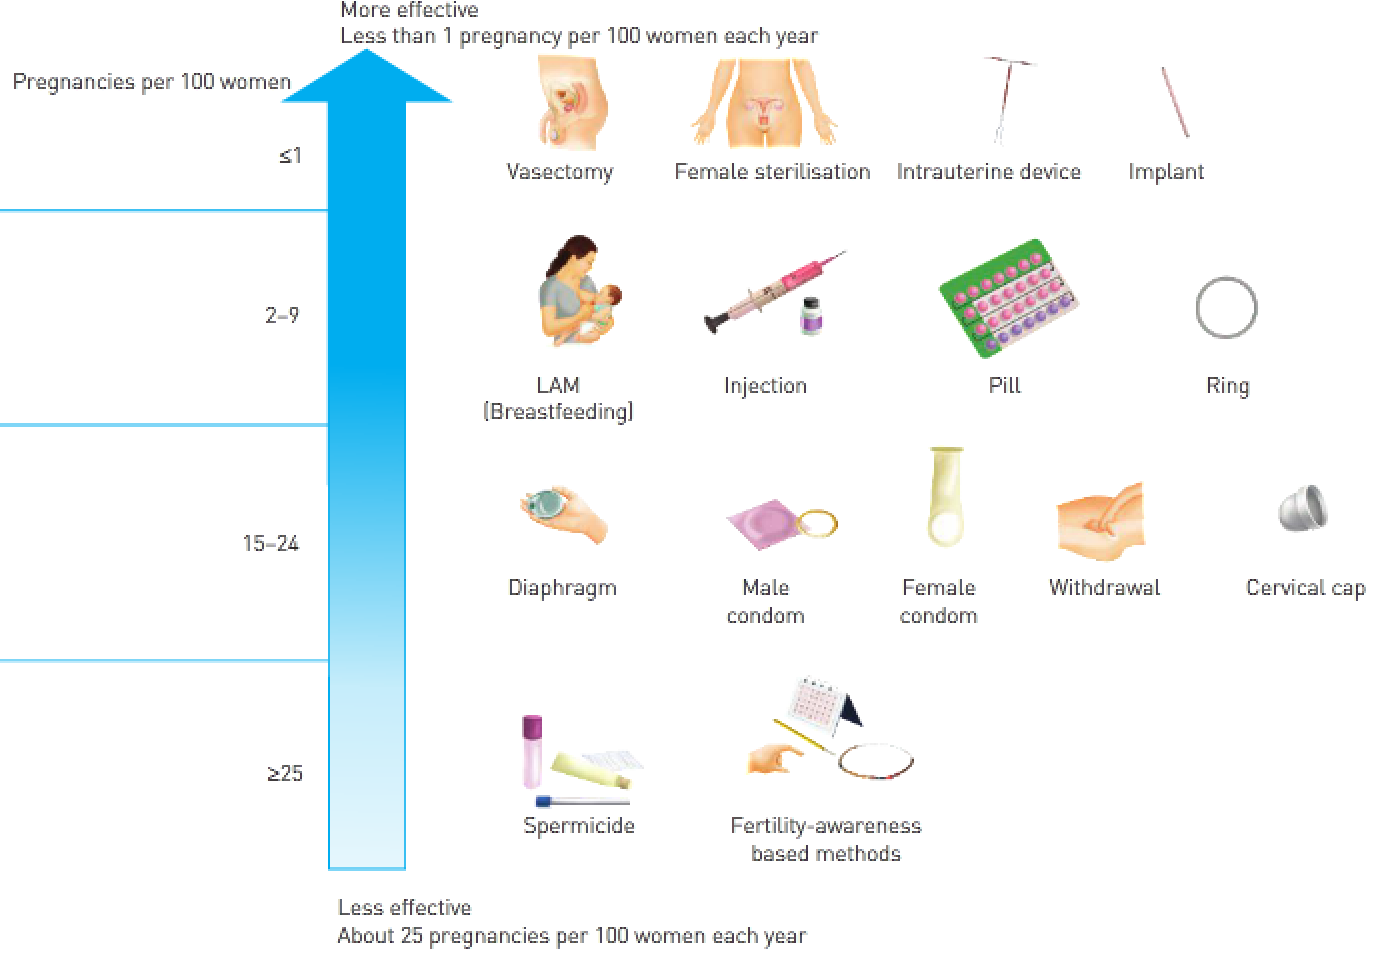 More effective
Less than 1 pregnancy per 100 women each year
Pregnancies per 100 women
≤1
Vasectomy
Female sterilisation
Intrauterine device
Implant
2–9
LAM
(Breastfeeding)
Injection
Pill
Ring
15–24
Diaphragm
Male
condom
Female
condom
Withdrawal
Cervical cap
≥25
Spermicide
Fertility-awareness
based methods
Less effective
About 25 pregnancies per 100 women each year